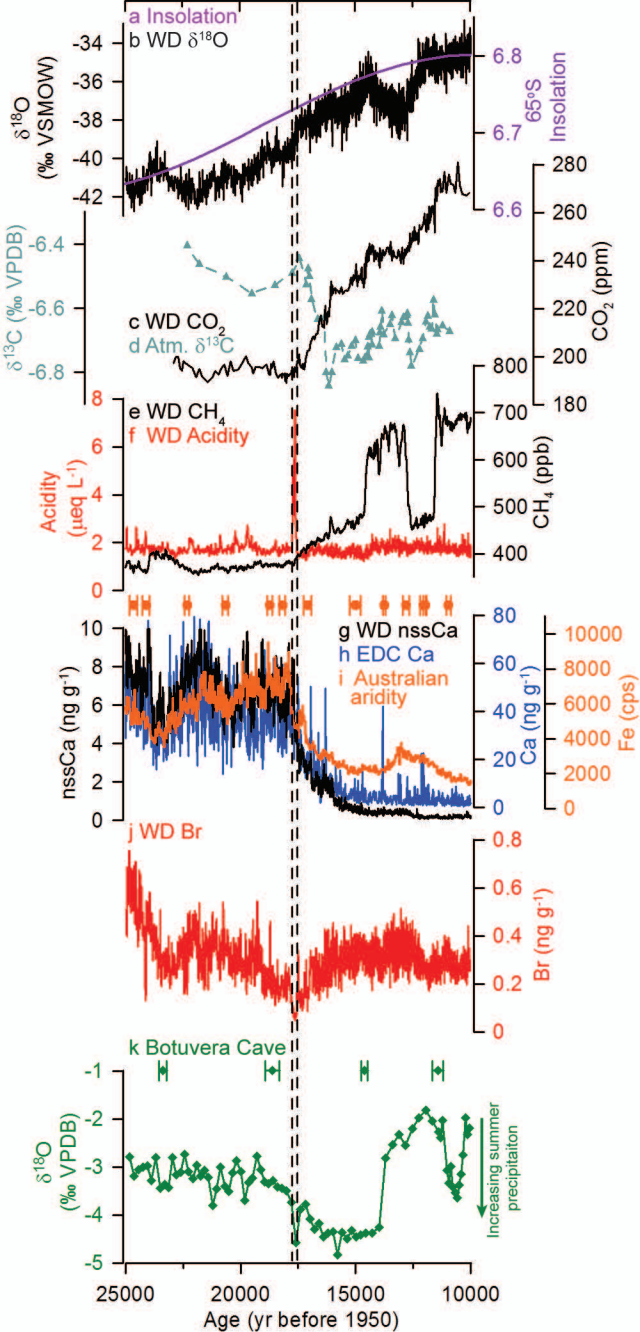 a Insolation
b WD δ18O
-34
-36
-38
-40
-42
δ18O
(‰ VSMOW)
6.8
6.7
6.6
65ºS
Insolation
280
260
240
220
200
180
CO2 (ppm)
-6.4
-6.6
-6.8
δ13C (‰ VPDB)
c WD CO2
d Atm. δ13C
e WD CH4
f WD Acidity
8
6
4
2
0
Acidity
(µeq L-1)
800
700
600
500
400
CH4 (ppb)
g WD nssCa
h EDC Ca
i Australian
aridity
10
8
6
4
2
0
nssCa (ng g-1)
80
60
40
20
0
Ca (ng g-1)
10000
8000
6000
4000
2000
0
Fe (cps)
j WD Br
0.8
0.6
0.4
0.2
0
Br (ng g-1)
k Botuvera Cave
-1
-2
-3
-4
-5
δ18O
(‰ VPDB)
Increasing summer
precipitaiton
25000 20000 15000 10000
Age (yr before 1950)